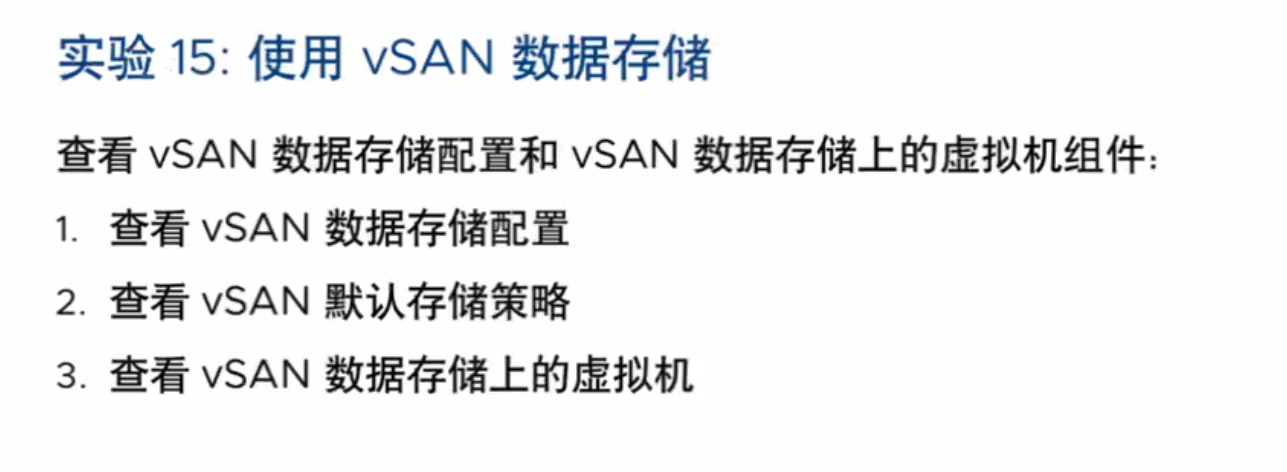 实验 15: 使用 vSAN 数据存储
查看 vSAN 数据存储配置和 vSAN 数据存储上的虚拟机组件:
1. 查看 vSAN 数据存储配置
2. 查看 vSAN 默认存储策略
3. 查看 vSAN 数据存储上的虚拟机